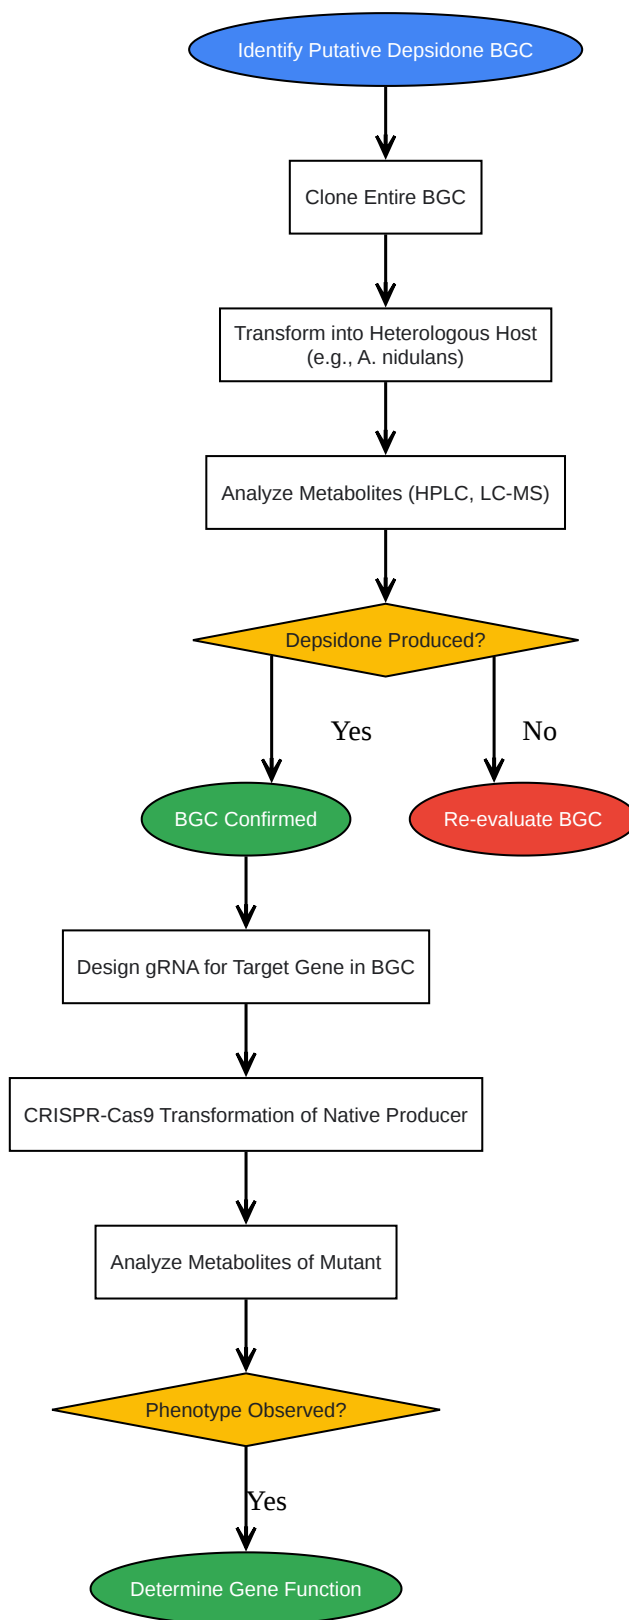 Identify Putative Depsidone BGC
Clone Entire BGC
Transform into Heterologous Host
(e.g., A. nidulans)
Analyze Metabolites (HPLC, LC-MS)
Depsidone Produced?
Yes
No
BGC Confirmed
Re-evaluate BGC
Design gRNA for Target Gene in BGC
CRISPR-Cas9 Transformation of Native Producer
Analyze Metabolites of Mutant
Phenotype Observed?
Yes
Determine Gene Function